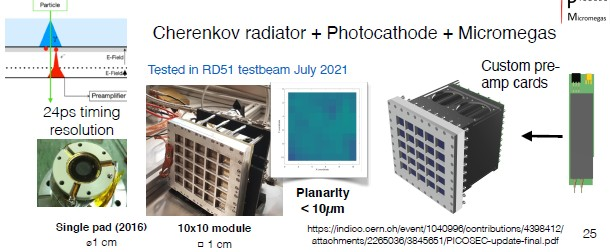 Particle
Micromegas
Cherenkov radiator + Photocathode + Micromegas
E-Field
E-Field
Preamplifier
Tested in RD51 testbeam July 2021
Custom pre-
amp cards
24ps timing
resolution
Planarity
< 10μm
Single pad (2016)
⌀1 cm
10x10 module
□ 1 cm
https://indico.cern.ch/event/1040996/contributions/4398412/
attachments/2265036/3845651/PICOSEC-update-final.pdf
25